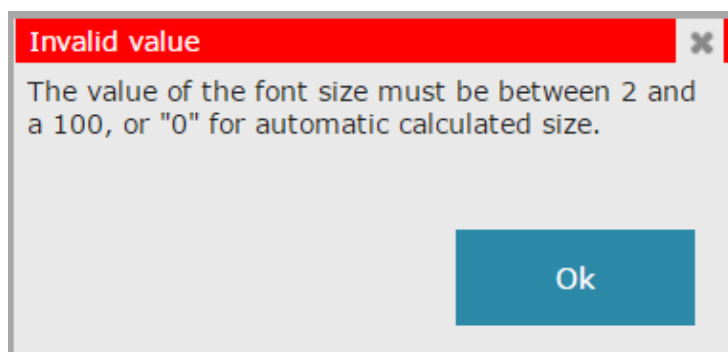 Invalid value
The value of the font size must be between 2 and
a 100, or "0" for automatic calculated size.
Ok